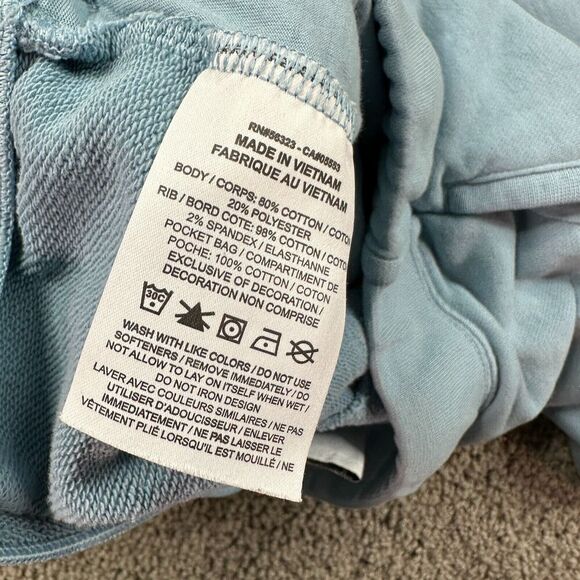 RN#56323 - CA#05553
MADE IN VIETNAM
FABRIQUE AU VIETNAM
BODY / CORPS: 80% COTTON / COTON
20% POLYESTER
RIB / BORD COTE: 98% COTTON / COTON
2% SPANDEX / ELASTHANNE
POCKET BAG / COMPARTIMENT DE
POCHE: 100% COTTON / COTON
EXCLUSIVE OF DECORATION /
DECORATION NON COMPRISE
30C
WASH WITH LIKE COLORS / DO NOT USE
SOFTENERS / REMOVE IMMEDIATELY / DO
NOT ALLOW TO LAY ON ITSELF WHEN WET /
DO NOT IRON DESIGN
LAVER AVEC COULEURS SIMILAIRES / NE PAS
UTILISER D'ADOUCISSEUR / ENLEVER
IMMEDIATEMENT / NE PAS LAISSER LE
VÊTEMENT PLIÉ LORSQU'IL EST MOUILLÉ / NE